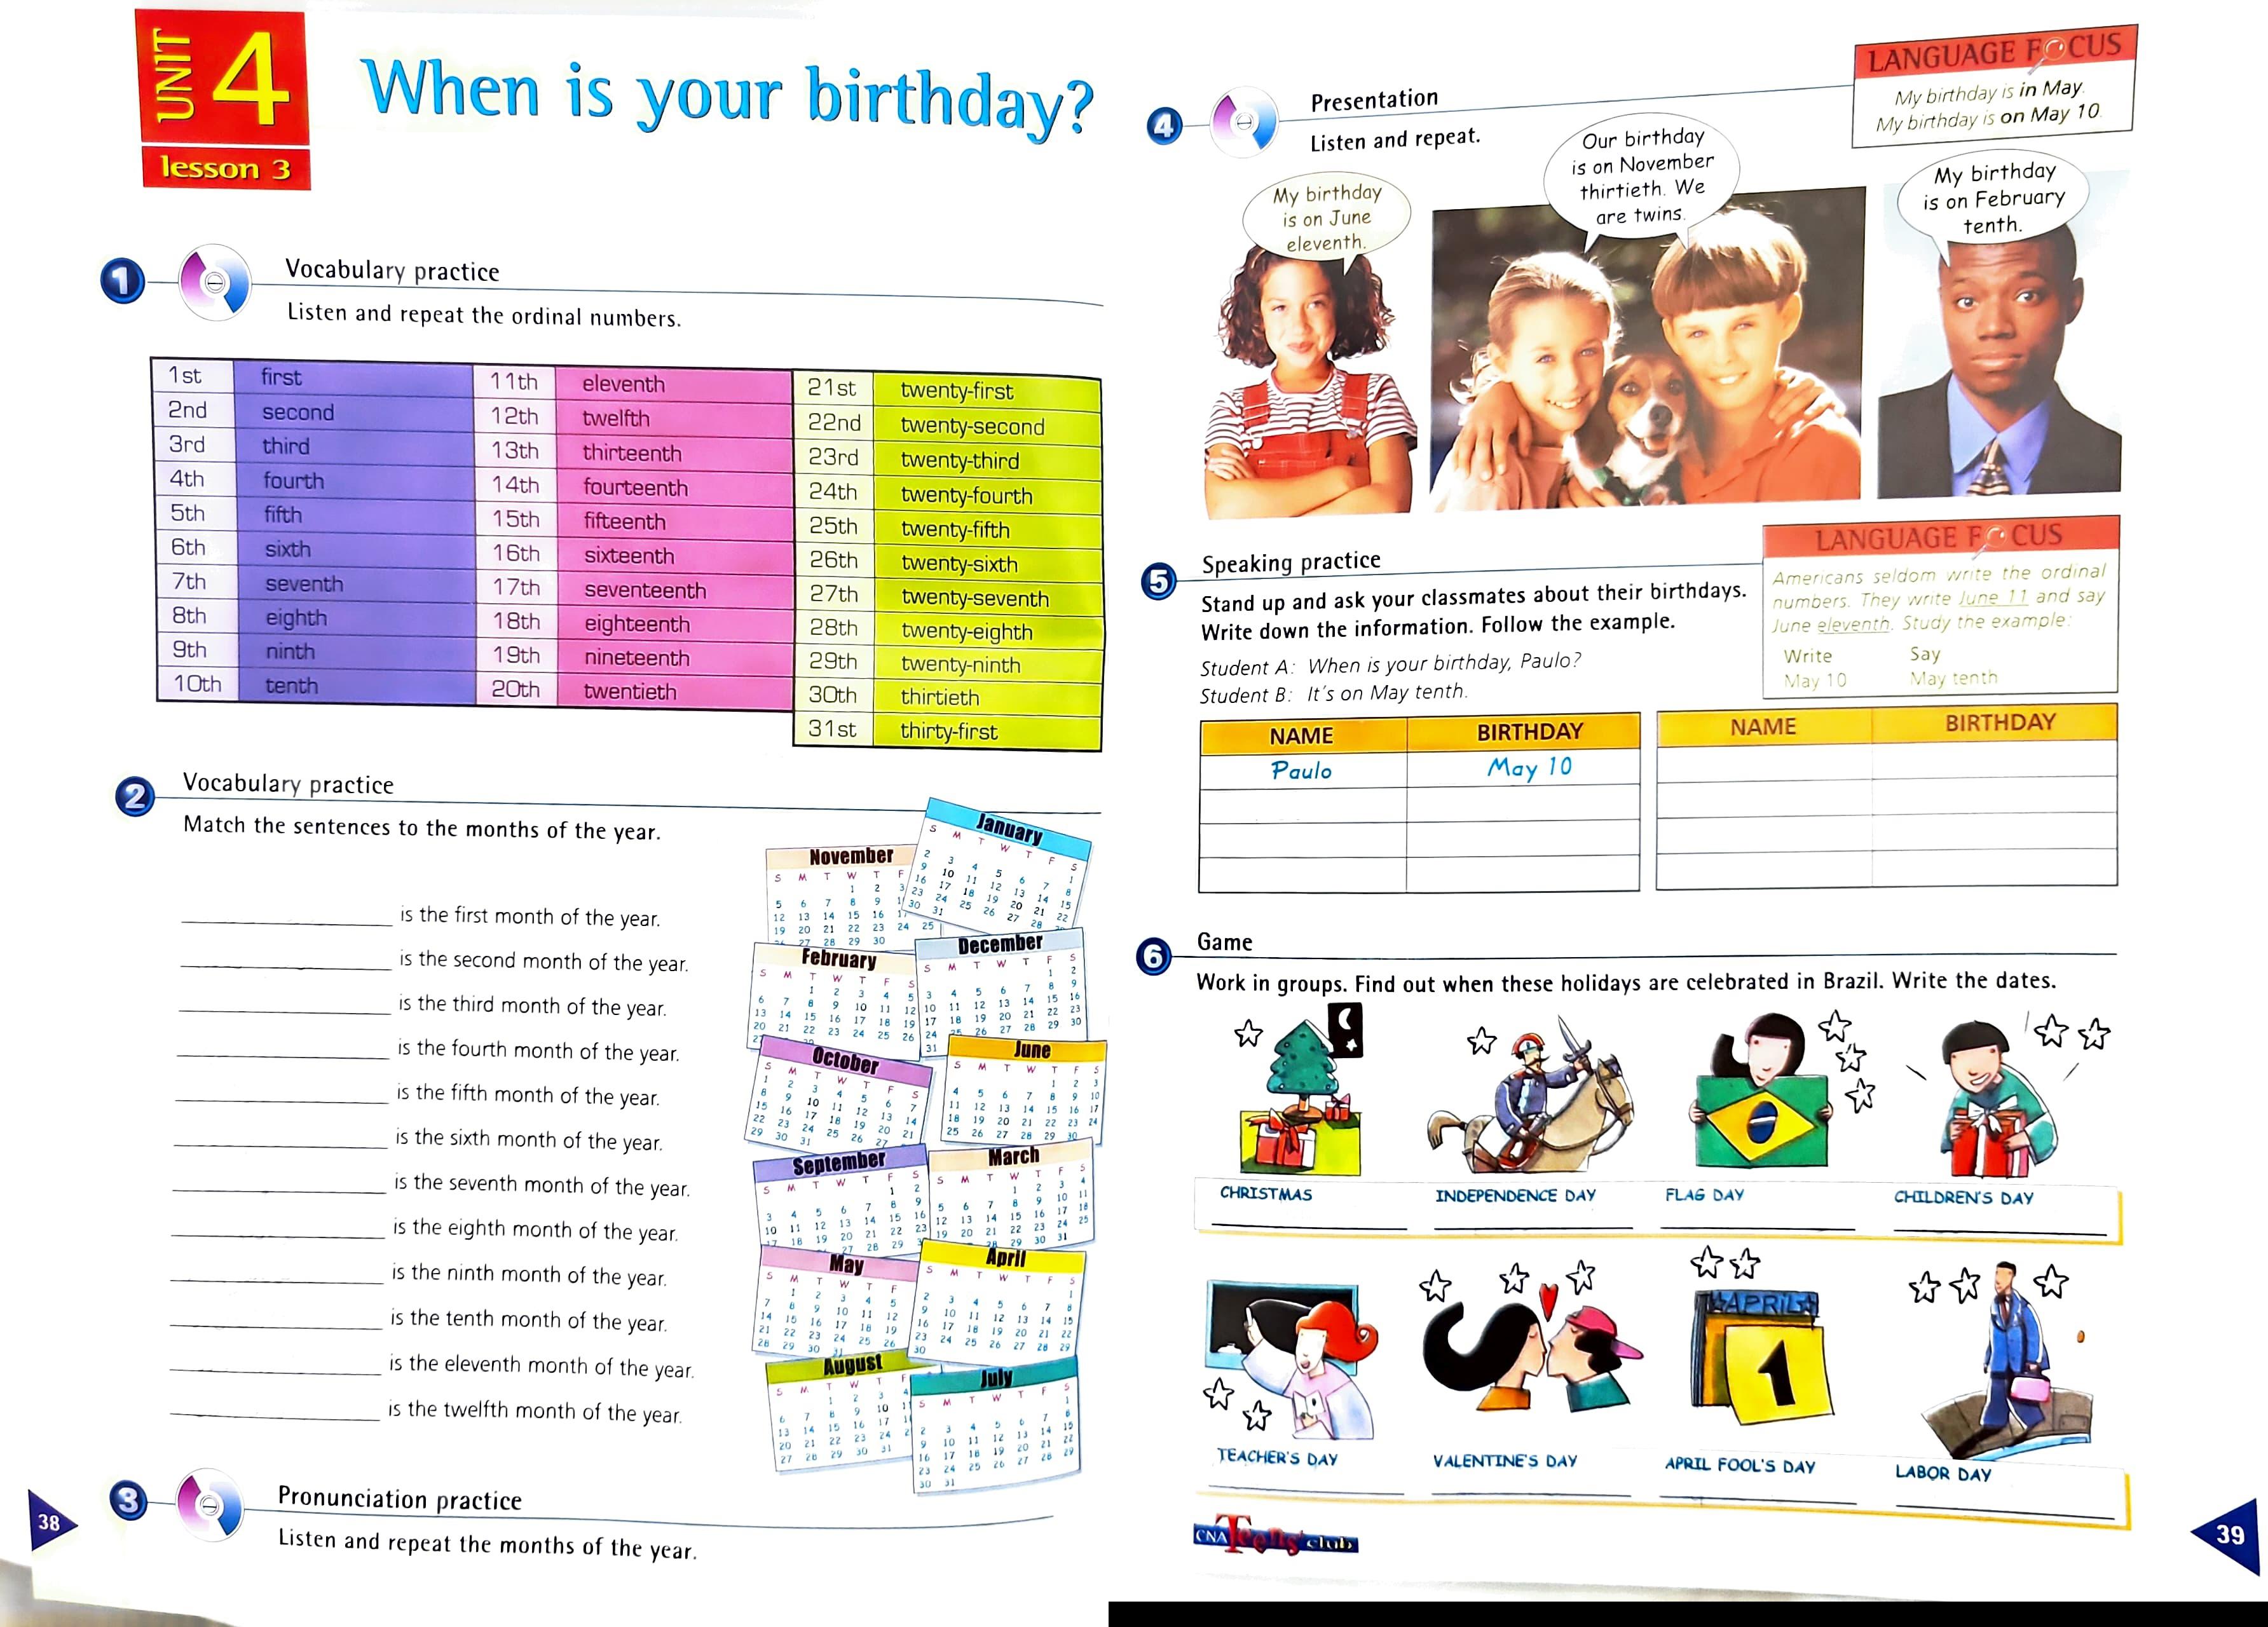 UNIT 4
lesson 3
When is your birthday?
1
Vocabulary practice
Listen and repeat the ordinal numbers.
1st first 11th eleventh 21st twenty-first
2nd second 12th twelfth 22nd twenty-second
3rd third 13th thirteenth 23rd twenty-third
4th fourth 14th fourteenth 24th twenty-fourth
5th fifth 15th fifteenth 25th twenty-fifth
6th sixth 16th sixteenth 26th twenty-sixth
7th seventh 17th seventeenth 27th twenty-seventh
8th eighth 18th eighteenth 28th twenty-eighth
9th ninth 19th nineteenth 29th twenty-ninth
10th tenth 20th twentieth 30th thirtieth
31st thirty-first
2
Vocabulary practice
Match the sentences to the months of the year.
is the first month of the year.
is the second month of the year.
is the third month of the year.
is the fourth month of the year.
is the fifth month of the year.
is the sixth month of the year.
is the seventh month of the year.
is the eighth month of the year.
is the ninth month of the year.
is the tenth month of the year.
is the eleventh month of the year.
is the twelfth month of the year.
January
November
December
February
October
June
September
March
May
April
August
July
3
Pronunciation practice
Listen and repeat the months of the year.
38
4
Presentation
Listen and repeat.
LANGUAGE FOCUS
My birthday is in May.
My birthday is on May 10.
My birthday
is on June
eleventh.
Our birthday
is on November
thirtieth. We
are twins.
My birthday
is on February
tenth.
5
Speaking practice
Stand up and ask your classmates about their birthdays.
Write down the information. Follow the example.
Student A: When is your birthday, Paulo?
Student B: It's on May tenth.
LANGUAGE FOCUS
Americans seldom write the ordinal
numbers. They write June 11 and say
June eleventh. Study the example:
Write Say
May 10 May tenth
NAME BIRTHDAY NAME BIRTHDAY
Paulo May 10
6
Game
Work in groups. Find out when these holidays are celebrated in Brazil. Write the dates.
CHRISTMAS INDEPENDENCE DAY FLAG DAY CHILDREN'S DAY
APRIL
1
TEACHER'S DAY VALENTINE'S DAY APRIL FOOL'S DAY LABOR DAY
CNA Teens' club
39